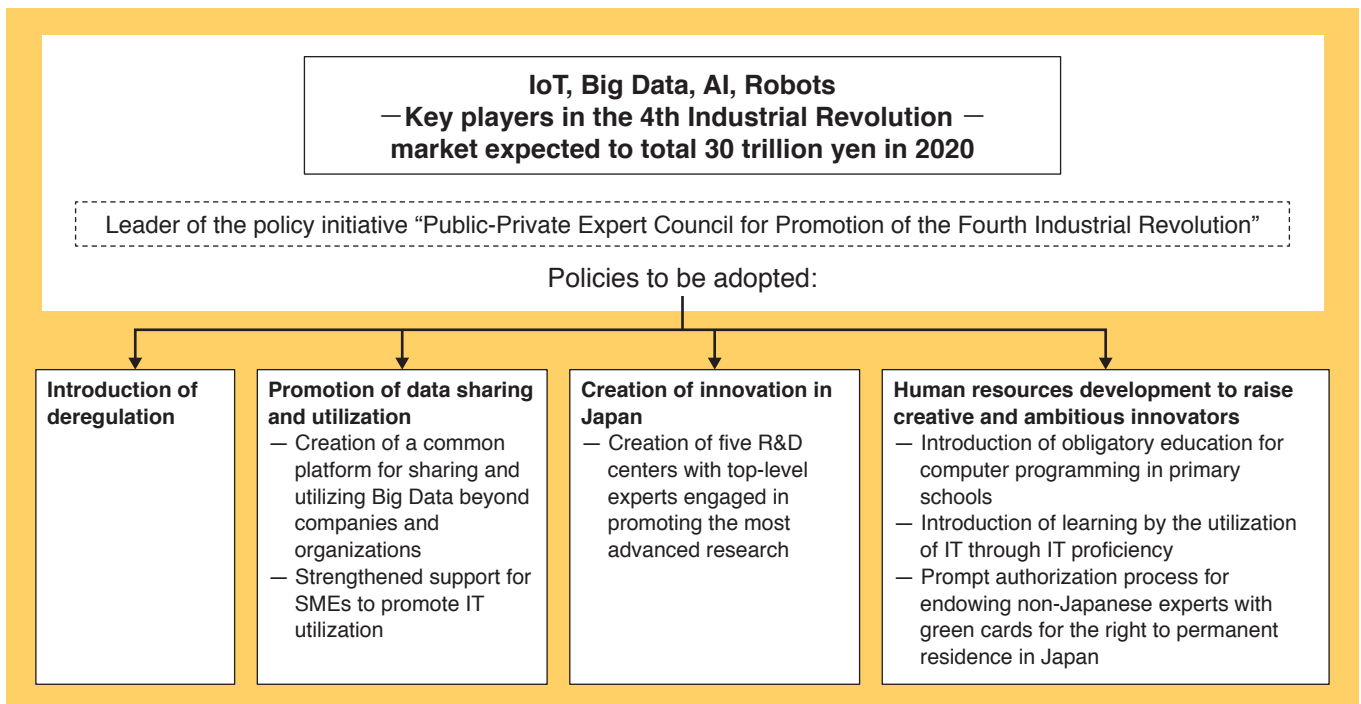 IoT, Big Data, AI, Robots
—Key players in the 4th Industrial Revolution —
market expected to total 30 trillion yen in 2020
Leader of the policy initiative “Public-Private Expert Council for Promotion of the Fourth Industrial Revolution”
Policies to be adopted:
Introduction of
deregulation
Promotion of data sharing
and utilization
— Creation of a common
platform for sharing and
utilizing Big Data beyond
companies and
organizations
— Strengthened support for
SMEs to promote IT
utilization
Creation of innovation in
Japan
— Creation of five R&D
centers with top-level
experts engaged in
promoting the most
advanced research
Human resources development to raise
creative and ambitious innovators
— Introduction of obligatory education for
computer programming in primary
schools
— Introduction of learning by the utilization
of IT through IT proficiency
— Prompt authorization process for
endowing non-Japanese experts with
green cards for the right to permanent
residence in Japan